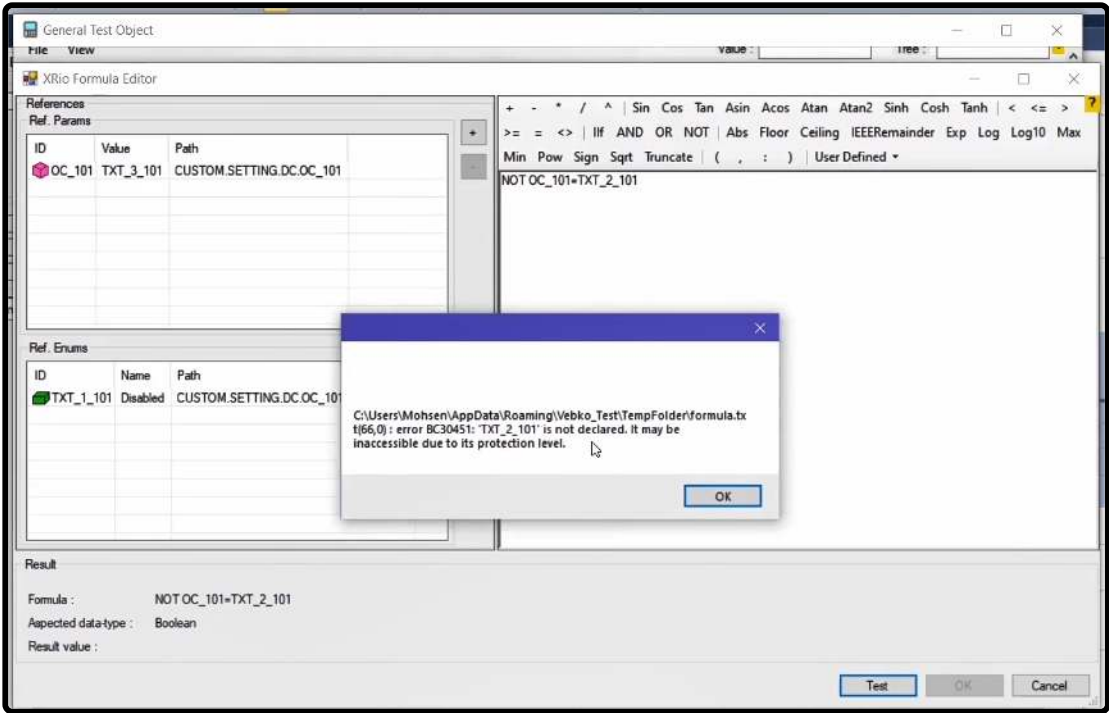 General Test Object
File View Value : Tree :
XRio Formula Editor
References
Ref. Params
ID Value Path
OC_101 TXT_3_101 CUSTOM.SETTING.DC.OC_101
+
-
+ - * / ^ Sin Cos Tan Asin Acos Atan Atan2 Sinh Cosh Tanh < <= > ?
>= = <> IIf AND OR NOT Abs Floor Ceiling IEEERemainder Exp Log Log10 Max
Min Pow Sign Sqrt Truncate ( , : ) User Defined
NOT OC_101=TXT_2_101
Ref. Enums
ID Name Path
TXT_1_101 Disabled CUSTOM.SETTING.DC.OC_101
C:\Users\Mohsen\AppData\Roaming\Vebko_Test\TempFolder\formula.tx
t(66,0) : error BC30451: 'TXT_2_101' is not declared. It may be
inaccessible due to its protection level.
OK
Result
Formula : NOT OC_101=TXT_2_101
Aspected data-type : Boolean
Result value :
Test OK Cancel